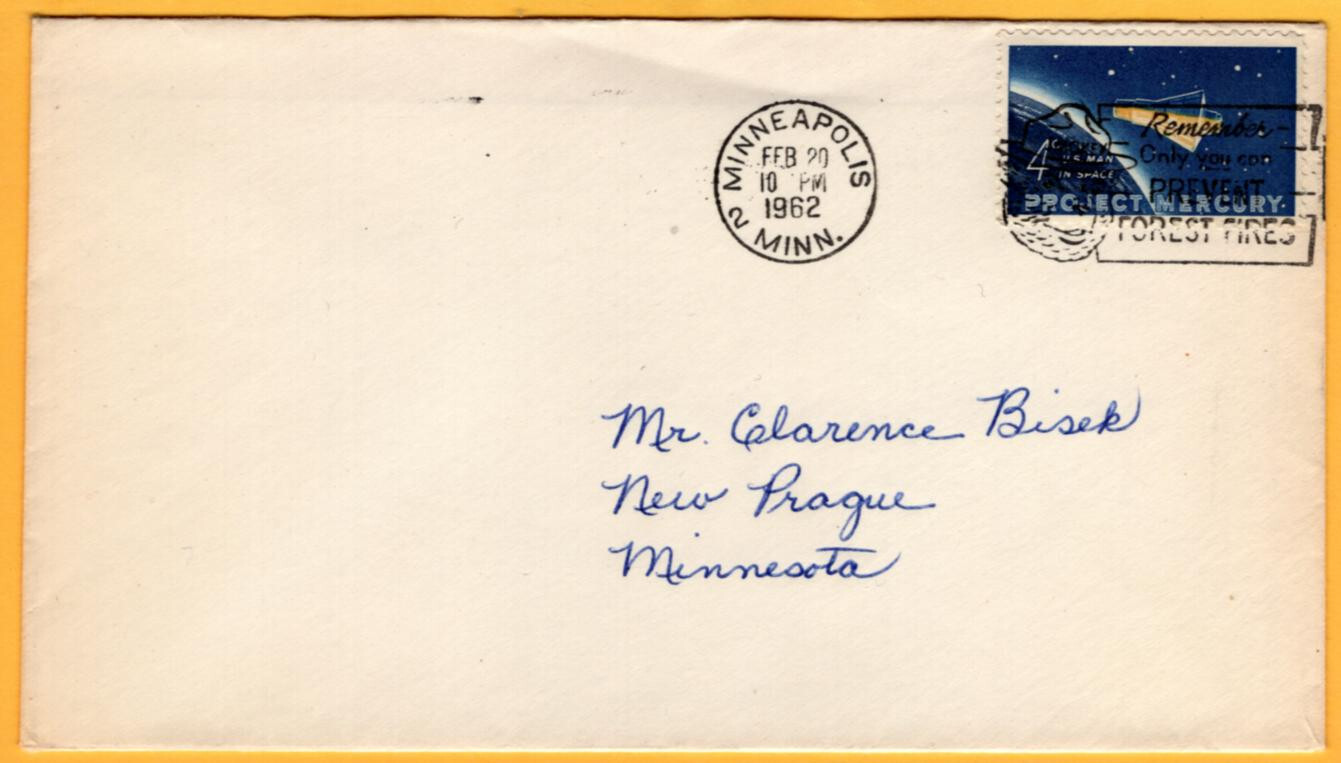 MINNEAPOLIS
FEB 20
10 PM
1962
2 MINN.
4¢
U.S. MAN
IN SPACE
PROJECT MERCURY
Remember-
Only you can
PREVENT
FOREST FIRES
Mr. Clarence Bisek
New Prague
Minnesota